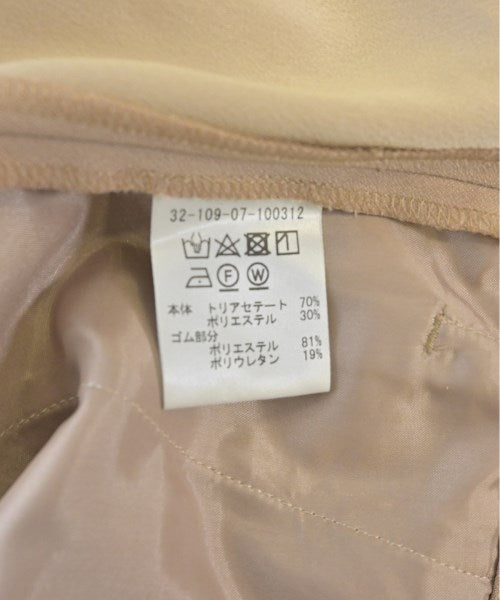 32-109-07-100312
F W
本体 トリアセテート 70%
ポリエステル 30%
ゴム部分
ポリエステル 81%
ポリウレタン 19%